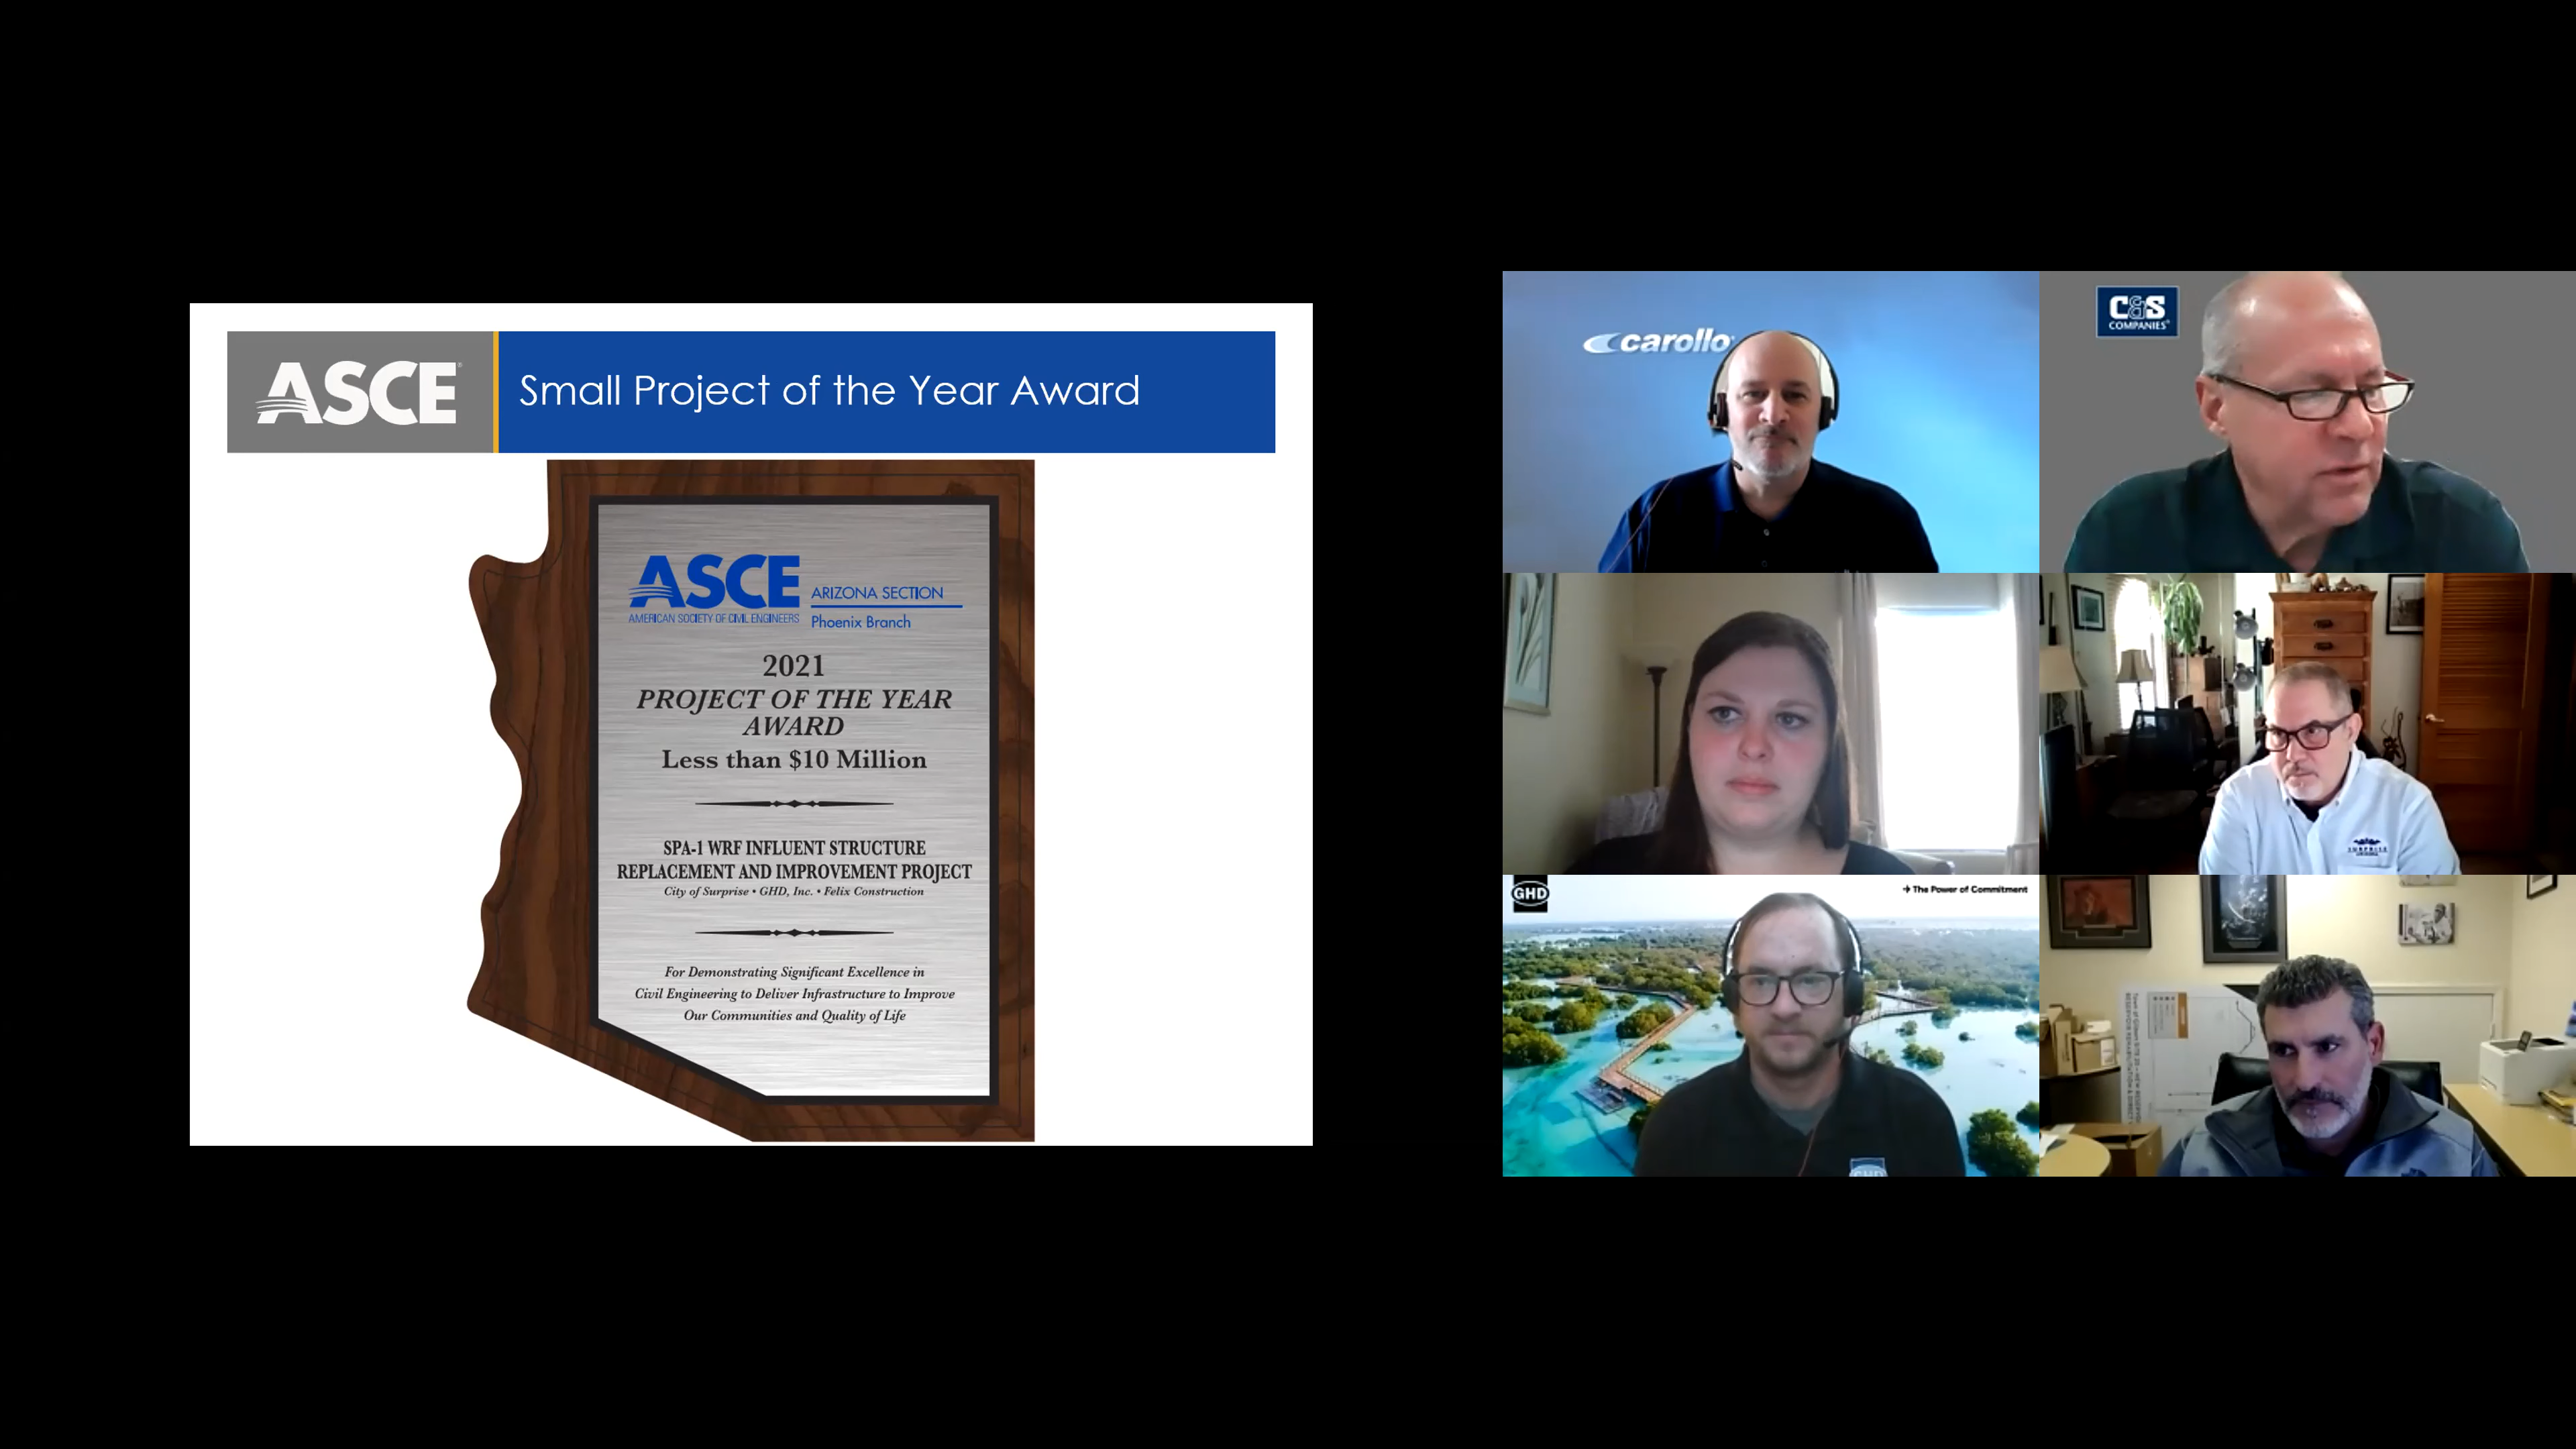 ASCE
Small Project of the Year Award
ASCE
AMERICAN SOCIETY OF CIVIL ENGINEERS
ARIZONA SECTION
Phoenix Branch
2021
PROJECT OF THE YEAR
AWARD
Less than $10 Million
SPA-1 WRF INFLUENT STRUCTURE
REPLACEMENT AND IMPROVEMENT PROJECT
City of Surprise • GHD, Inc. • Felix Construction
For Demonstrating Significant Excellence in
Civil Engineering to Deliver Infrastructure to Improve
Our Communities and Quality of Life
carollo
C&S
COMPANIES
SURPRISE
GHD
→ The Power of Commitment
GHD